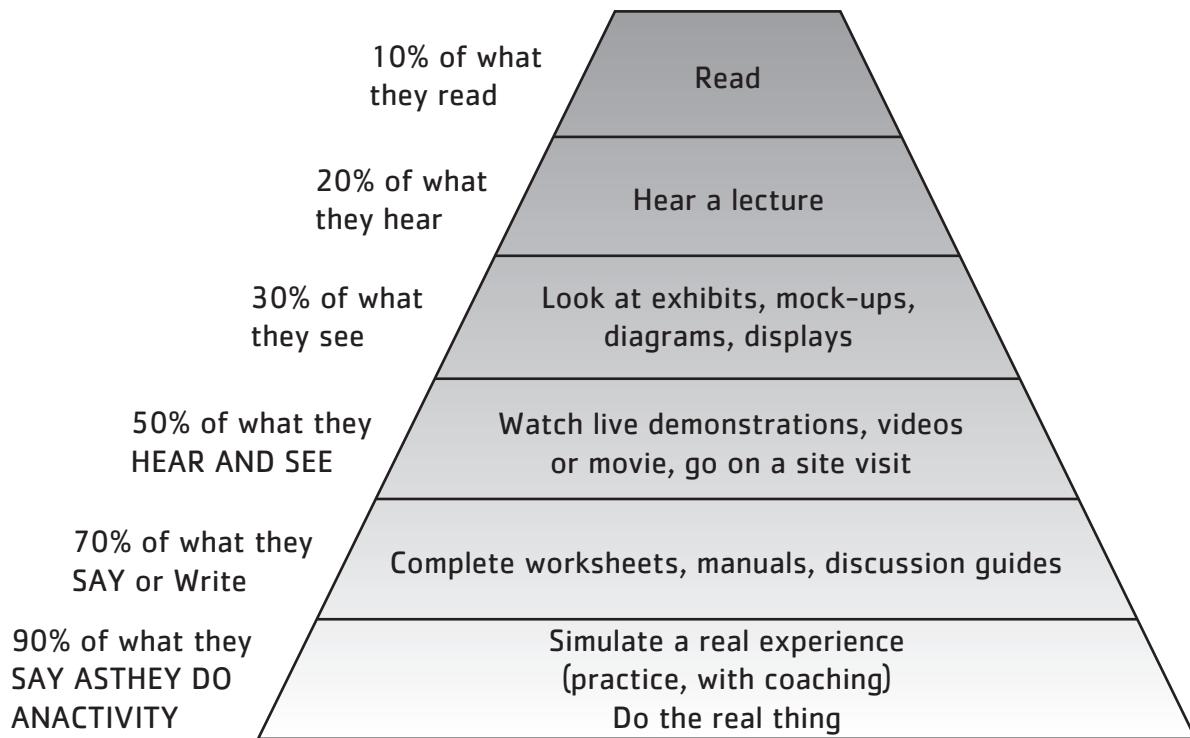 10% of what
they read
Read
20% of what
they hear
Hear a lecture
30% of what
they see
Look at exhibits, mock-ups,
diagrams, displays
50% of what they
HEAR AND SEE
Watch live demonstrations, videos
or movie, go on a site visit
70% of what they
SAY or Write
Complete worksheets, manuals, discussion guides
90% of what they
SAY ASTHEY DO
ANACTIVITY
Simulate a real experience
(practice, with coaching)
Do the real thing